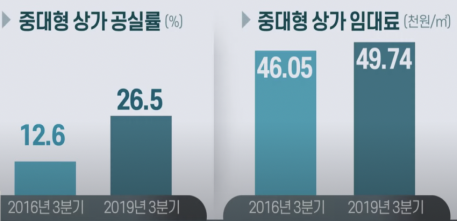 ▶ 중대형 상가 공실률 (%)
12.6
26.5
2016년 3분기
2019년 3분기
▶ 중대형 상가 임대료 (천원/㎡)
46.05
49.74
2016년 3분기
2019년 3분기